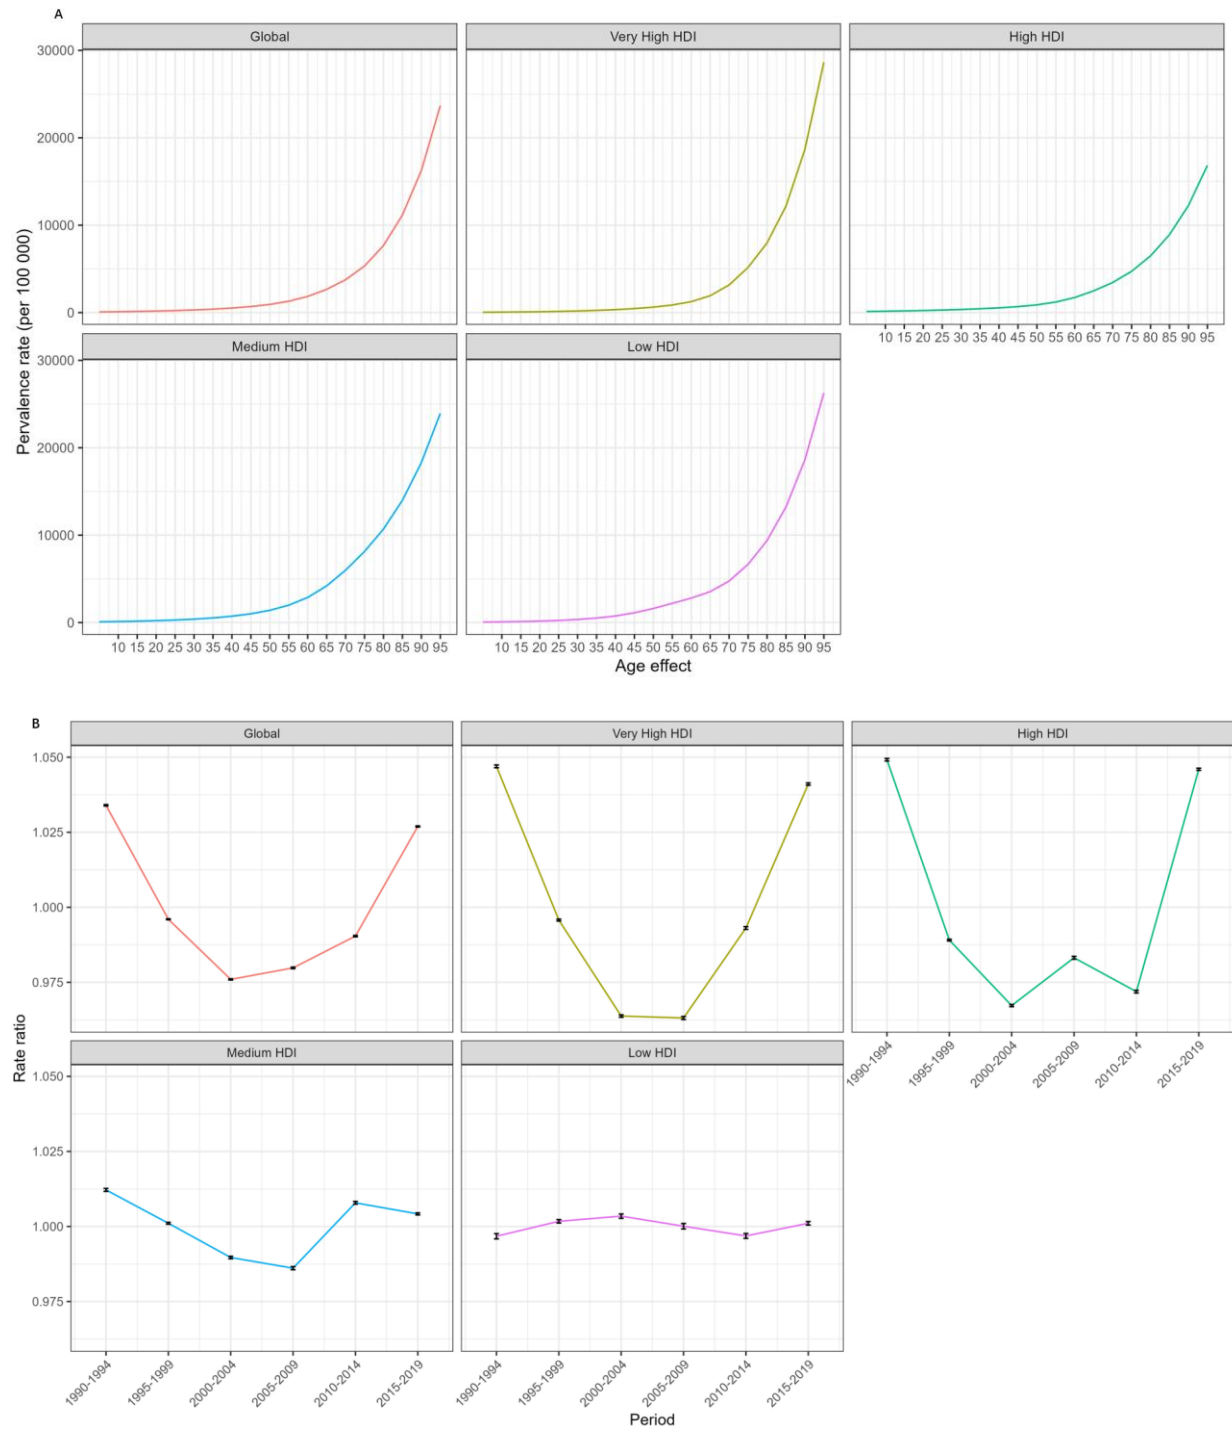 A
Global
Very High HDI
High HDI
30000
20000
10000
0
10 15 20 25 30 35 40 45 50 55 60 65 70 75 80 85 90 95
Medium HDI
Low HDI
30000
20000
10000
0
Pervalence rate (per 100 000)
10 15 20 25 30 35 40 45 50 55 60 65 70 75 80 85 90 95
10 15 20 25 30 35 40 45 50 55 60 65 70 75 80 85 90 95
Age effect
B
Global
Very High HDI
High HDI
1.050
1.025
1.000
0.975
1990-1994
1995-1999
2000-2004
2005-2009
2010-2014
2015-2019
Rate ratio
Medium HDI
Low HDI
1.050
1.025
1.000
0.975
1990-1994
1995-1999
2000-2004
2005-2009
2010-2014
2015-2019
1990-1994
1995-1999
2000-2004
2005-2009
2010-2014
2015-2019
Period